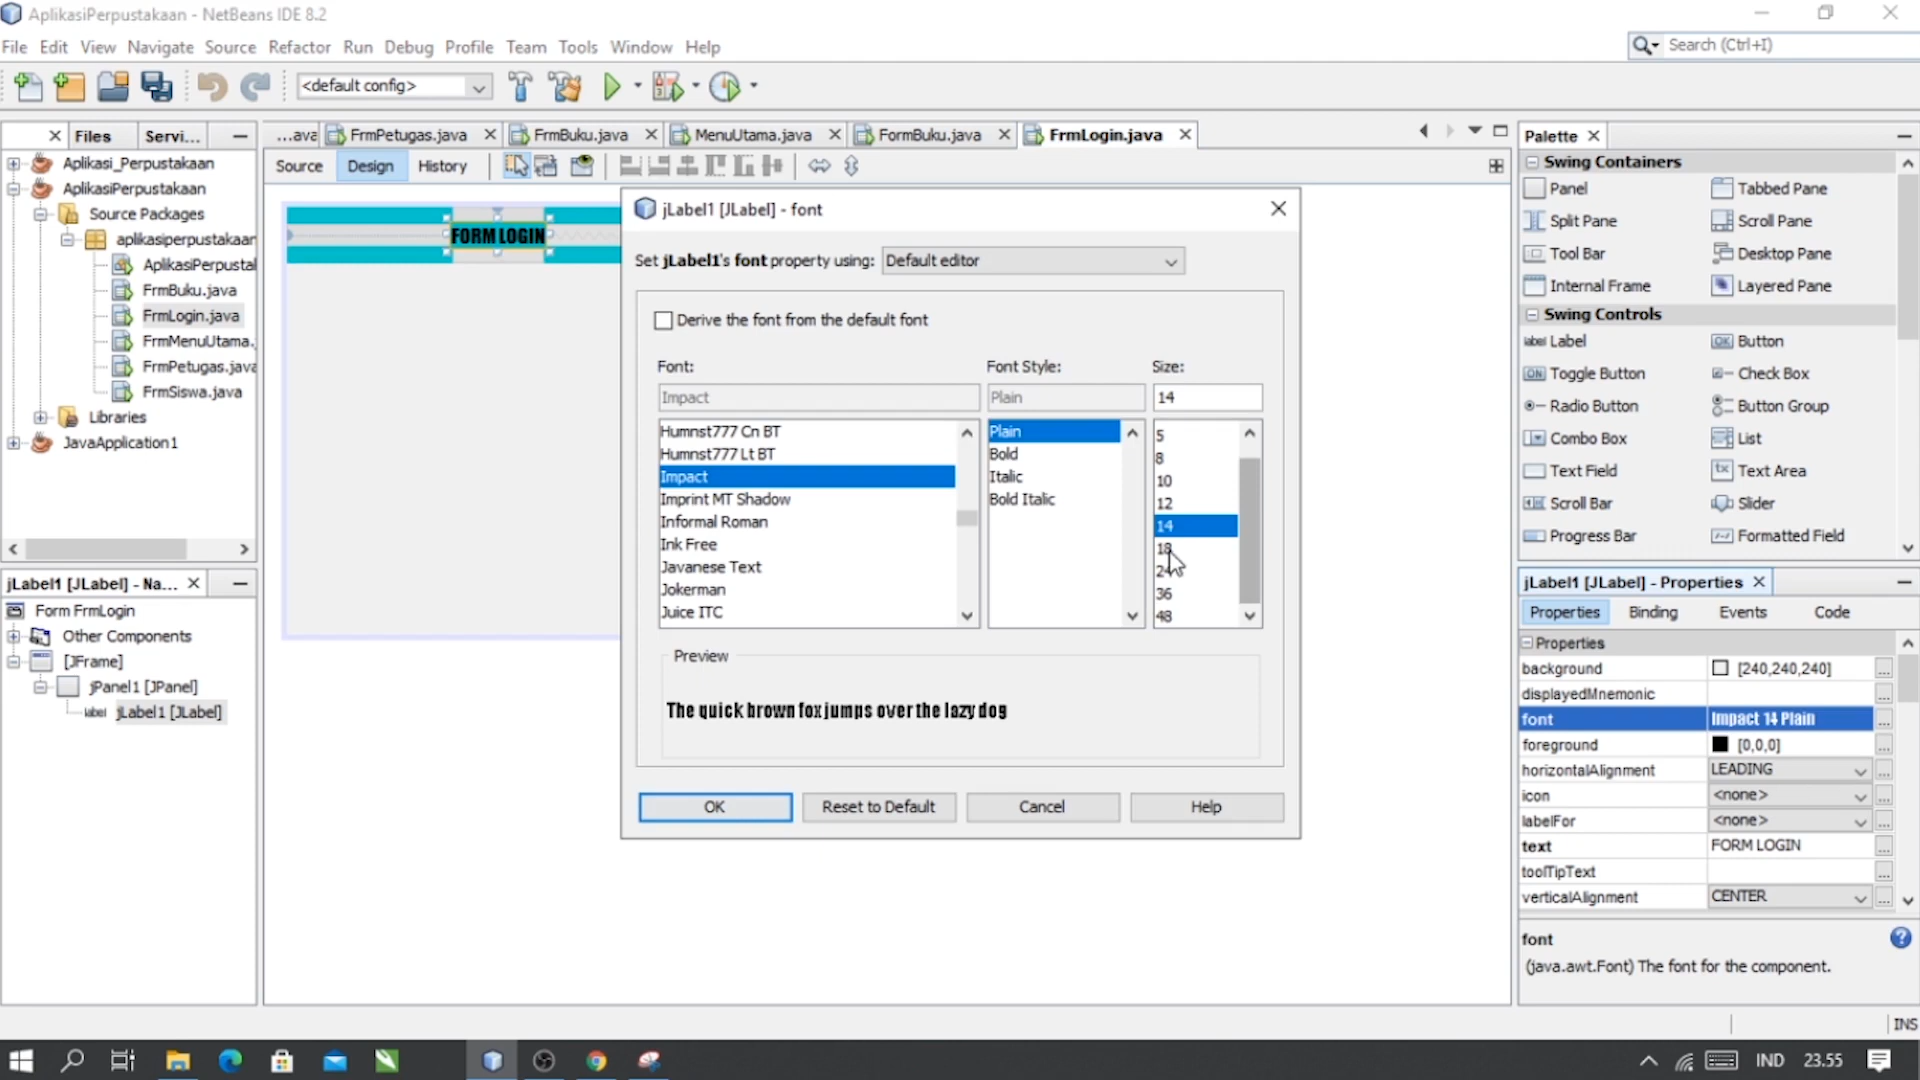 AplikasiPerpustakaan - NetBeans IDE 8.2
File Edit View Navigate Source Refactor Run Debug Profile Team Tools Window Help
Search (Ctrl+I)
<default config>
Files Servi...
...ava FrmPetugas.java FrmBuku.java MenuUtama.java FormBuku.java FrmLogin.java
Source Design History
Aplikasi_Perpustakaan
AplikasiPerpustakaan
Source Packages
aplikasiperpustakaan
AplikasiPerpustal
FrmBuku.java
FrmLogin.java
FrmMenuUtama.
FrmPetugas.java
FrmSiswa.java
Libraries
JavaApplication1
jLabel1 [JLabel] - Na...
Form FrmLogin
Other Components
[JFrame]
jPanel1 [JPanel]
label jLabel1 [JLabel]
FORM LOGIN
jLabel1 [JLabel] - font
Set jLabel1's font property using: Default editor
Derive the font from the default font
Font: Font Style: Size:
Impact Plain 14
Humnst777 Cn BT
Humnst777 Lt BT
Impact
Imprint MT Shadow
Informal Roman
Ink Free
Javanese Text
Jokerman
Juice ITC
Plain
Bold
Italic
Bold Italic
5
8
10
12
14
18
24
36
48
Preview
The quick brown fox jumps over the lazy dog
OK Reset to Default Cancel Help
Palette
Swing Containers
Panel Tabbed Pane
Split Pane Scroll Pane
Tool Bar Desktop Pane
Internal Frame Layered Pane
Swing Controls
label Label OK Button
ON Toggle Button Check Box
Radio Button Button Group
Combo Box List
Text Field Text Area
Scroll Bar Slider
Progress Bar Formatted Field
jLabel1 [JLabel] - Properties
Properties Binding Events Code
Properties
background [240,240,240] ...
displayedMnemonic ...
font Impact 14 Plain ...
foreground [0,0,0] ...
horizontalAlignment LEADING ...
icon <none> ...
labelFor <none> ...
text FORM LOGIN ...
toolTipText ...
verticalAlignment CENTER ...
font
(java.awt.Font) The font for the component.
INS
IND 23.55